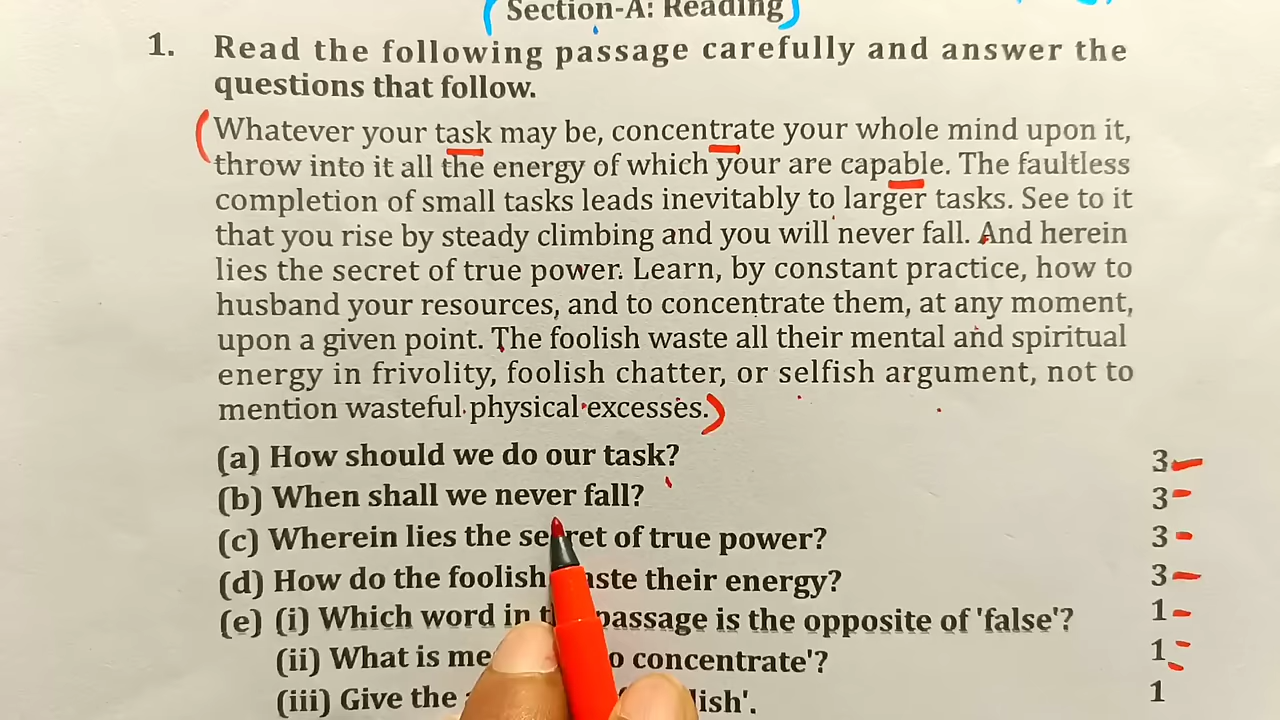 Section-A: Reading
1. Read the following passage carefully and answer the
questions that follow.
Whatever your task may be, concentrate your whole mind upon it,
throw into it all the energy of which your are capable. The faultless
completion of small tasks leads inevitably to larger tasks. See to it
that you rise by steady climbing and you will never fall. And herein
lies the secret of true power. Learn, by constant practice, how to
husband your resources, and to concentrate them, at any moment,
upon a given point. The foolish waste all their mental and spiritual
energy in frivolity, foolish chatter, or selfish argument, not to
mention wasteful physical excesses.
(a) How should we do our task? 3
(b) When shall we never fall? 3
(c) Wherein lies the secret of true power? 3
(d) How do the foolish their energy? 3
(e) (i) Which word in passage is the opposite of 'false'? 1
(ii) What is concentrate'? 1
(iii) Give the 1